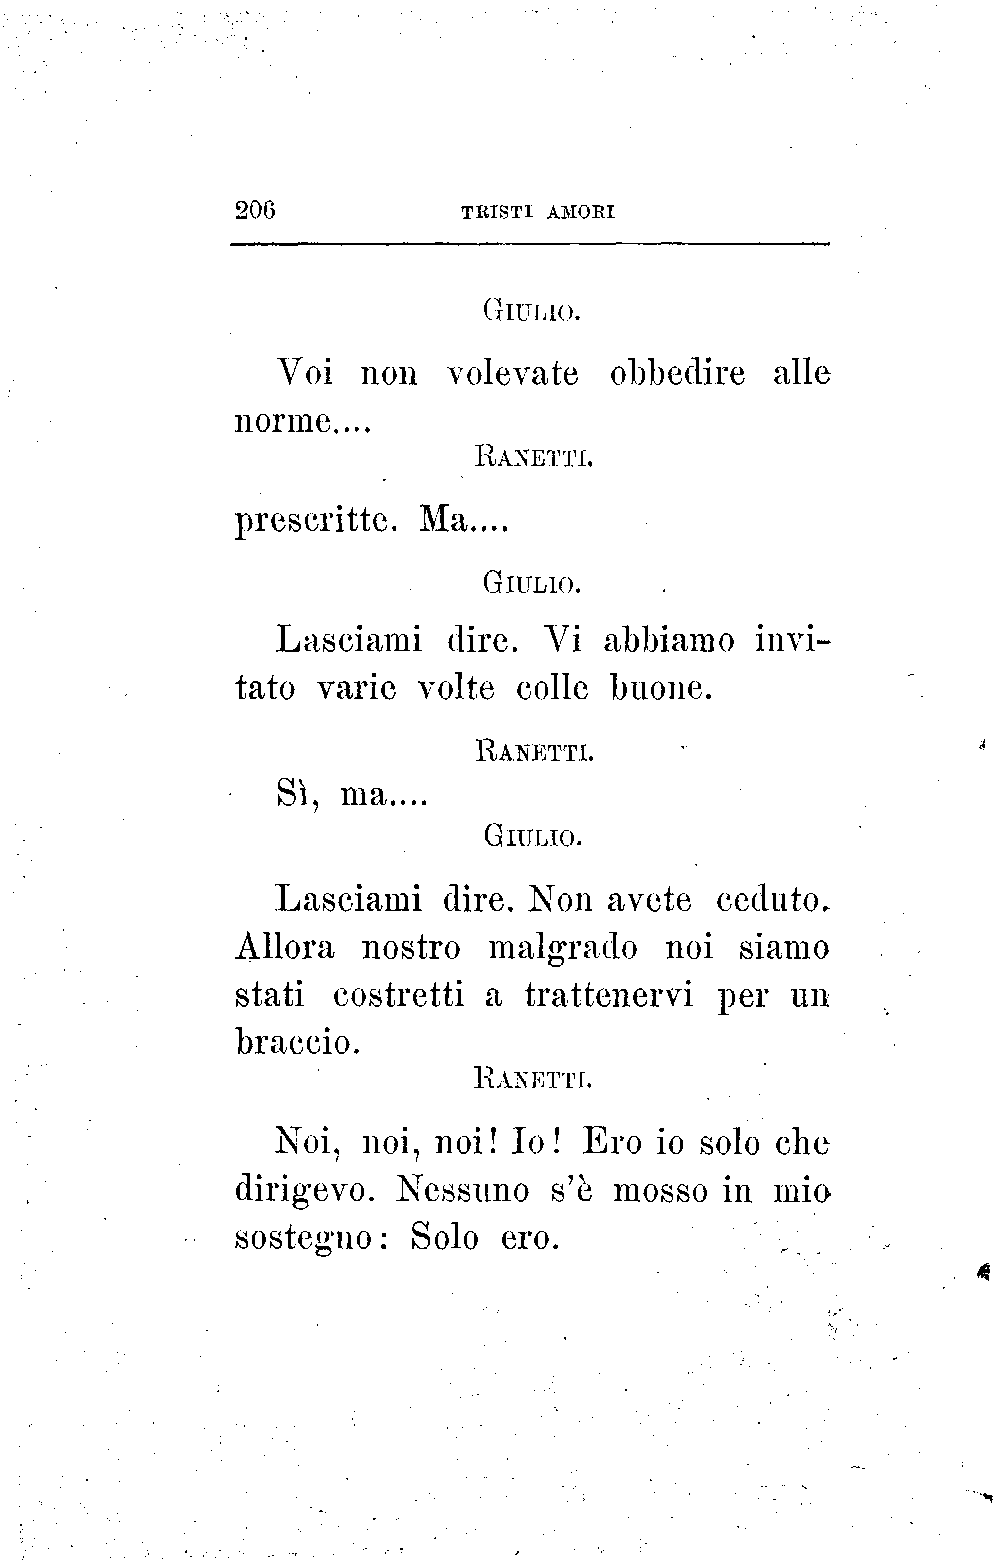 206 TRISTI AMORI
GIULIO.
Voi non volevate obbedire alle
norme....
RANETTI.
prescritte. Ma....
GIULIO.
Lasciami dire. Vi abbiamo invi-
tato varie volte colle buone.
RANETTI.
Sì, ma....
GIULIO.
Lasciami dire. Non avete ceduto.
Allora nostro malgrado noi siamo
stati costretti a trattenervi per un
braccio.
RANETTI.
Noi, noi, noi! Io! Ero io solo che
dirigevo. Nessuno s'è mosso in mio
sostegno: Solo ero.